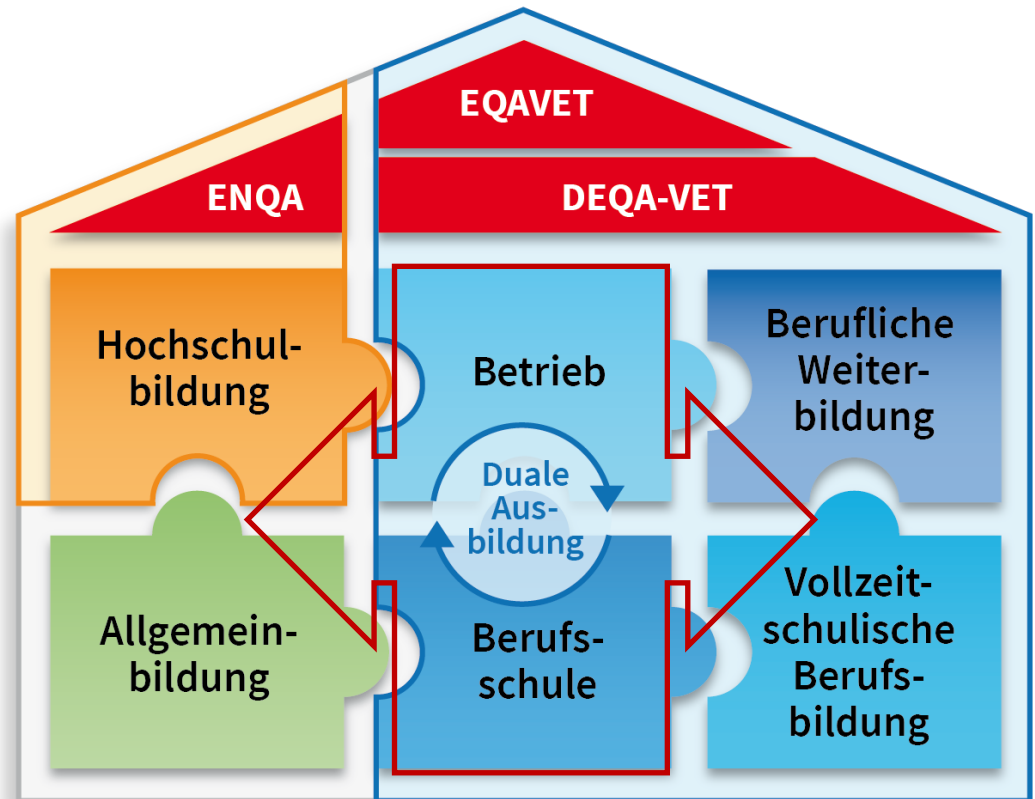 EQAVET
ENQA
DEQA-VET
Hochschul-
bildung
Betrieb
Berufliche
Weiter-
bildung
Duale
Aus-
bildung
Allgemein-
bildung
Berufs-
schule
Vollzeit-
schulische
Berufs-
bildung